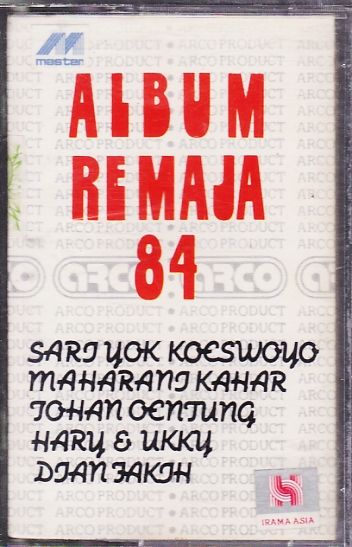 master
ALBUM
REMAJA
84
ARCO
SARI YOK KOESWOYO
MAHARANI KAHAR
JOHAN OENTUNG
HARY & UKKY
DIAN FAKIH
IRAMA ASIA
ARCO PRODUCT